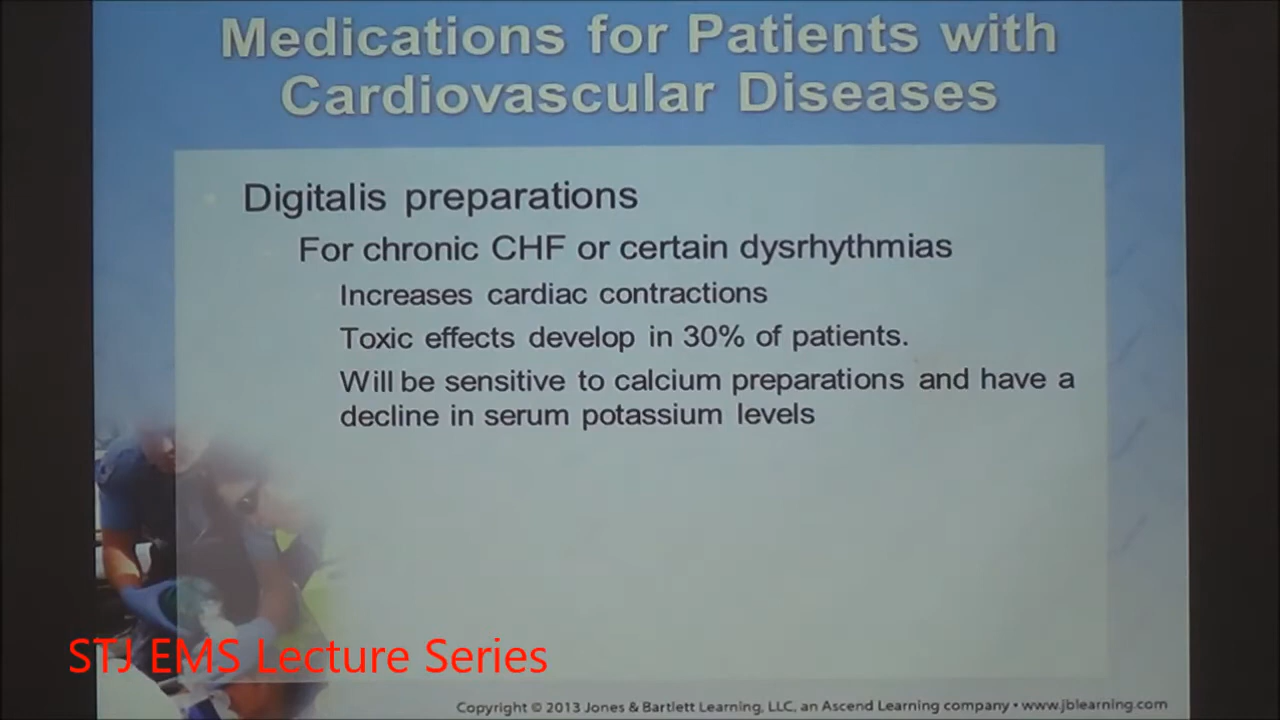 Medications for Patients with
Cardiovascular Diseases
Digitalis preparations
For chronic CHF or certain dysrhythmias
Increases cardiac contractions
Toxic effects develop in 30% of patients.
Will be sensitive to calcium preparations and have a
decline in serum potassium levels
STJ EMS Lecture Series
Copyright © 2013 Jones & Bartlett Learning, LLC, an Ascend Learning company • www.jblearning.com